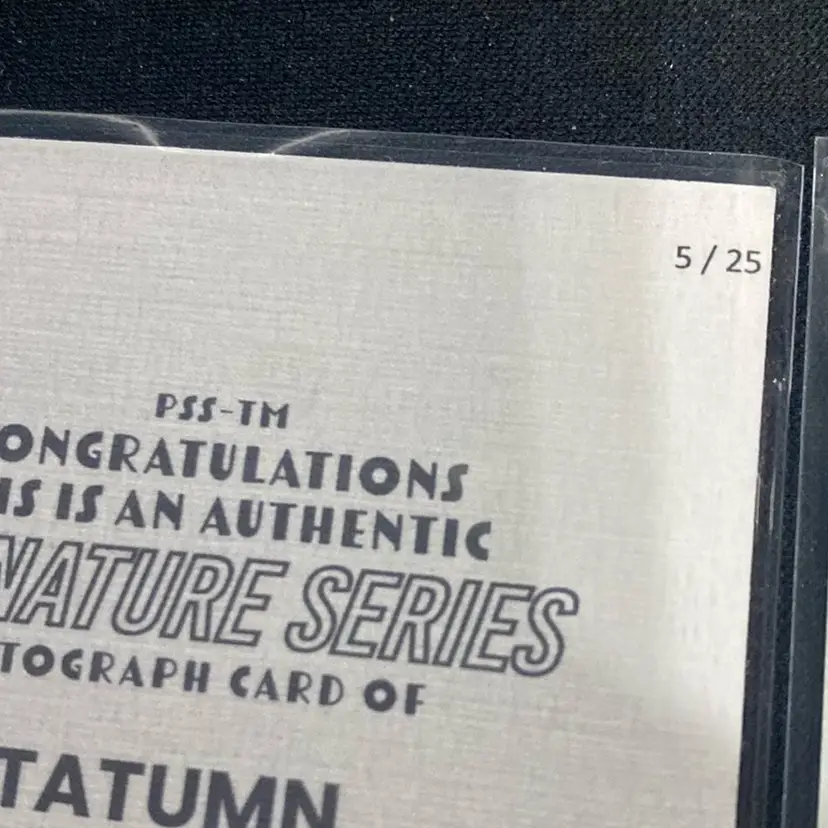 5 / 25
PSS-TM
ONGRATULATIONS
IS IS AN AUTHENTIC
NATURE SERIES
TOGRAPH CARD OF
TATUMN